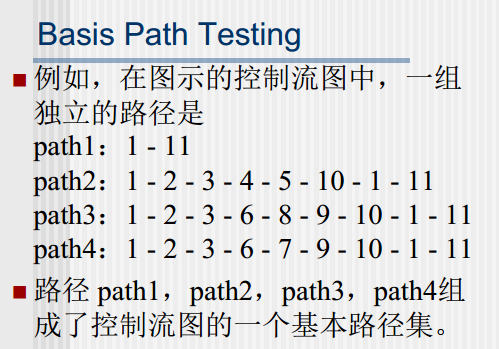 Basis Path Testing
例如，在图示的控制流图中，一组
独立的路径是
path1：1 - 11
path2：1 - 2 - 3 - 4 - 5 - 10 - 1 - 11
path3：1 - 2 - 3 - 6 - 8 - 9 - 10 - 1 - 11
path4：1 - 2 - 3 - 6 - 7 - 9 - 10 - 1 - 11
路径 path1，path2，path3，path4组
成了控制流图的一个基本路径集。